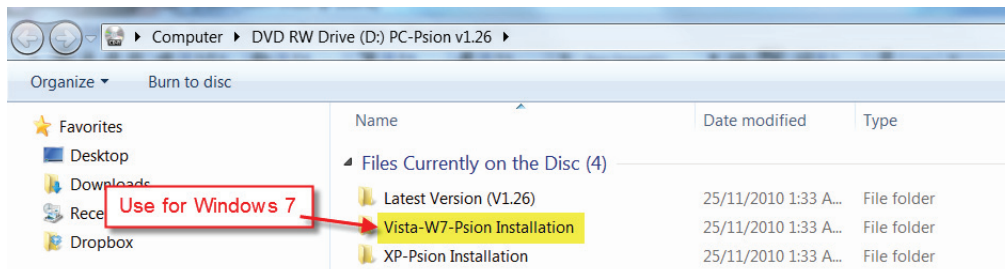 Computer DVD RW Drive (D:) PC-Psion v1.26
Organize Burn to disc
Favorites
Desktop
Downloads
Rece
Dropbox
Use for Windows 7
Name Date modified Type
Files Currently on the Disc (4)
Latest Version (V1.26) 25/11/2010 1:33 A... File folder
Vista-W7-Psion Installation 25/11/2010 1:33 A... File folder
XP-Psion Installation 25/11/2010 1:33 A... File folder